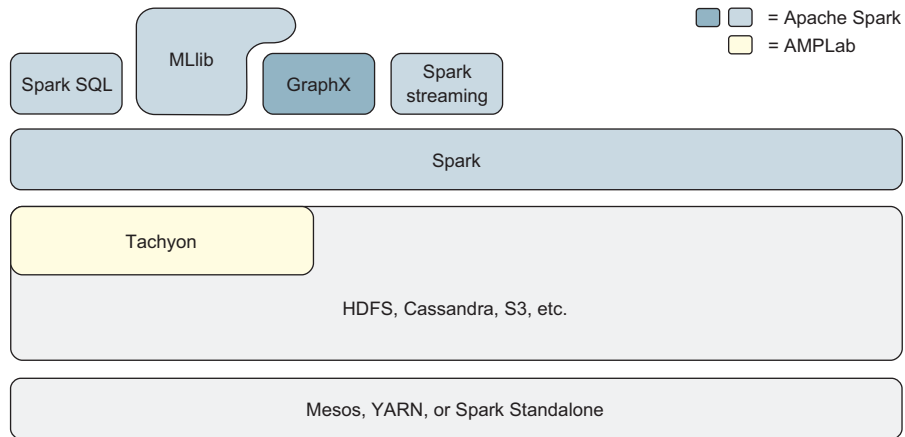 = Apache Spark
= AMPLab
MLlib
Spark SQL
GraphX
Spark
streaming
Spark
Tachyon
HDFS, Cassandra, S3, etc.
Mesos, YARN, or Spark Standalone